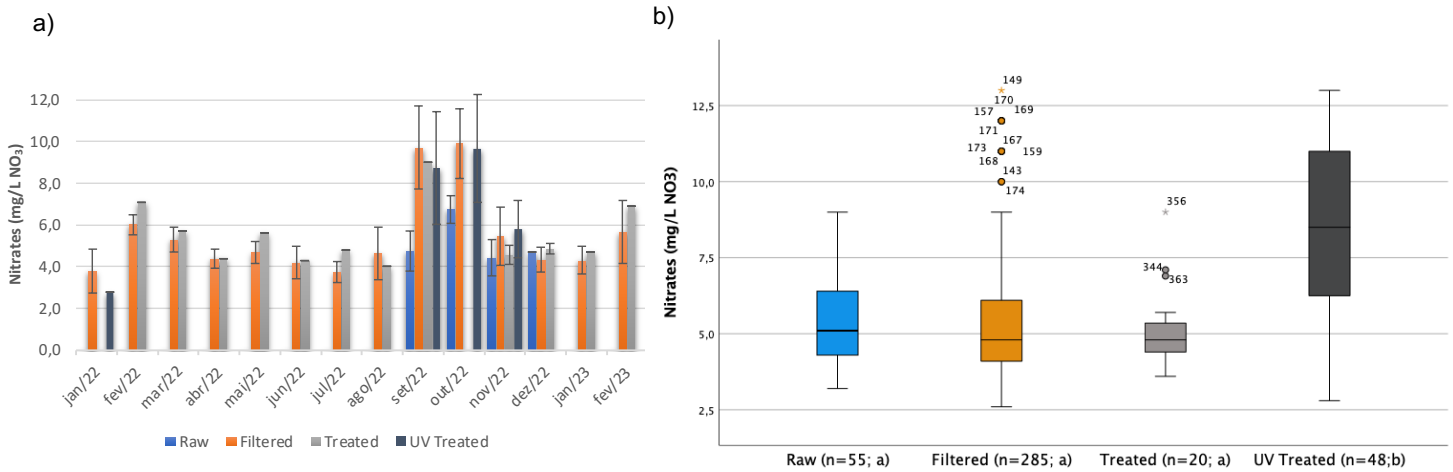 a)
Nitrates (mg/L NO₃)
12,0
10,0
8,0
6,0
4,0
2,0
0,0
jan/22
fev/22
mar/22
abr/22
mai/22
jun/22
jul/22
ago/22
set/22
out/22
nov/22
dez/22
jan/23
fev/23
Raw Filtered Treated UV Treated
b)
Nitrates (mg/L NO3)
12,5
10,0
7,5
5,0
2,5
149
170
157 169
171
167
173 159
168
143
174
356
344
363
Raw (n=55; a) Filtered (n=285; a) Treated (n=20; a) UV Treated (n=48;b)